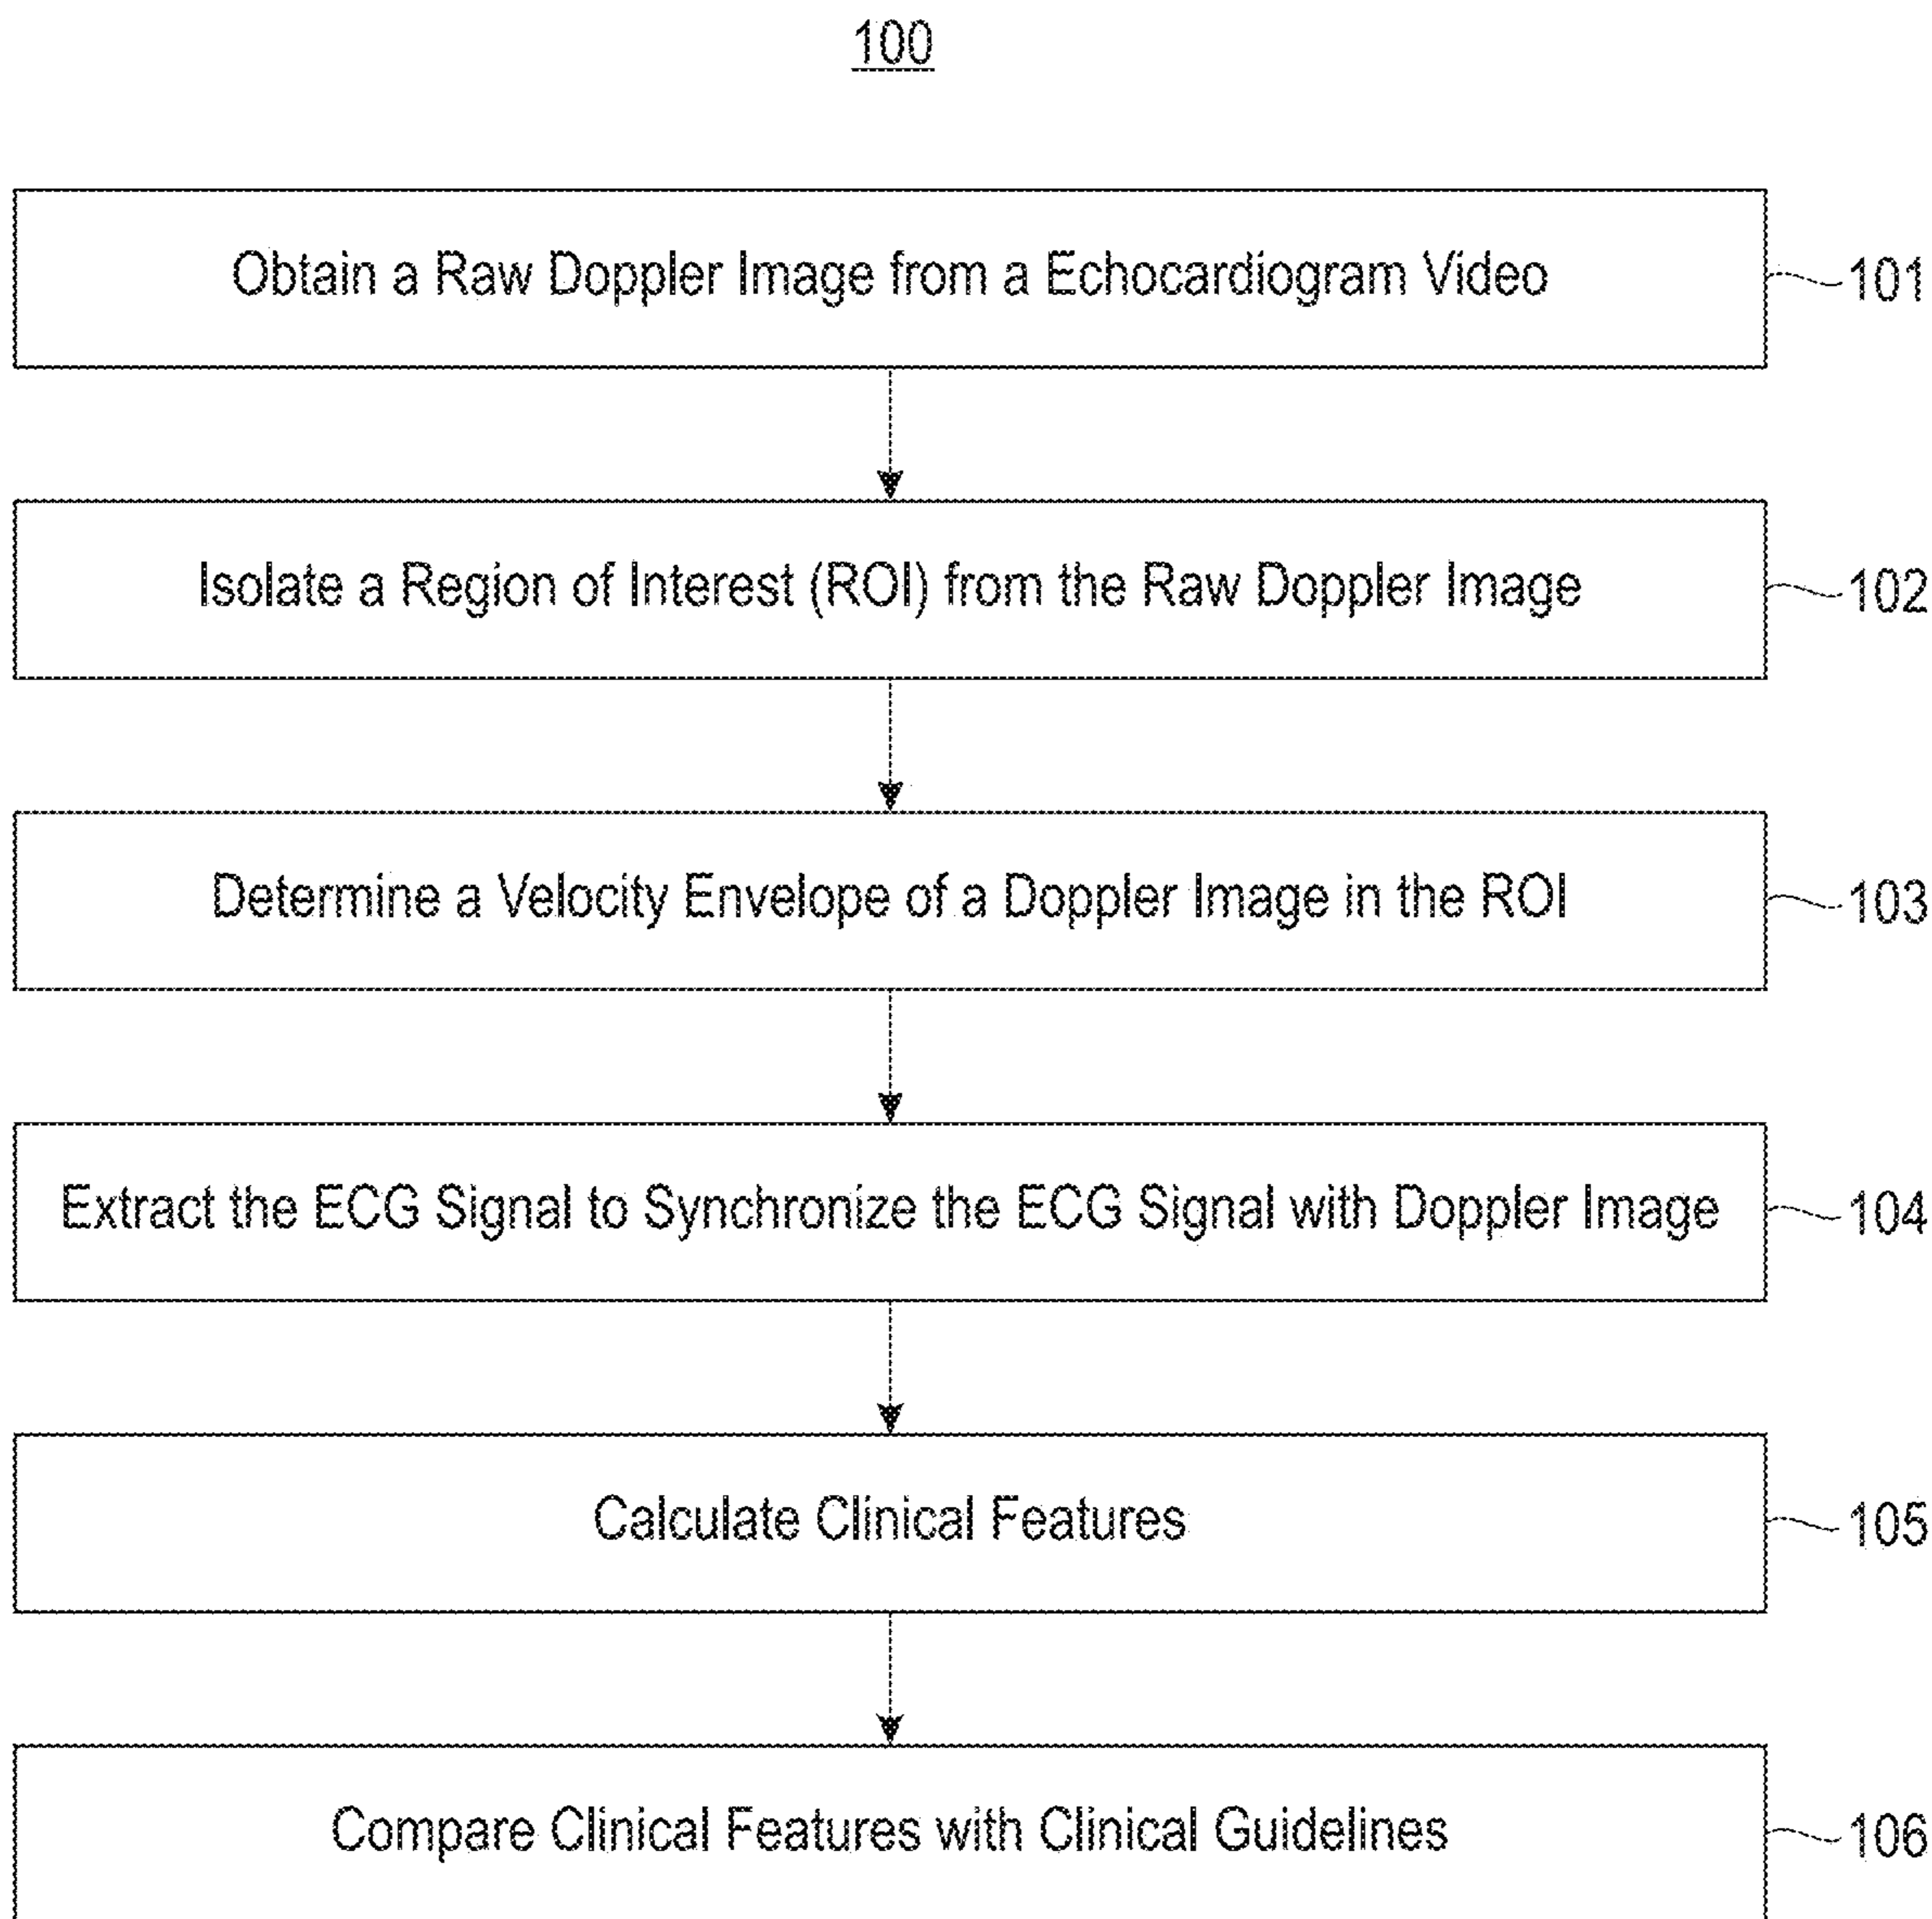 100
Obtain a Raw Doppler Image from a Echocardiogram Video
101
Isolate a Region of Interest (ROI) from the Raw Doppler Image
102
Determine a Velocity Envelope of a Doppler Image in the ROI
103
Extract the ECG Signal to Synchronize the ECG Signal with Doppler Image
104
Calculate Clinical Features
105
Compare Clinical Features with Clinical Guidelines
106